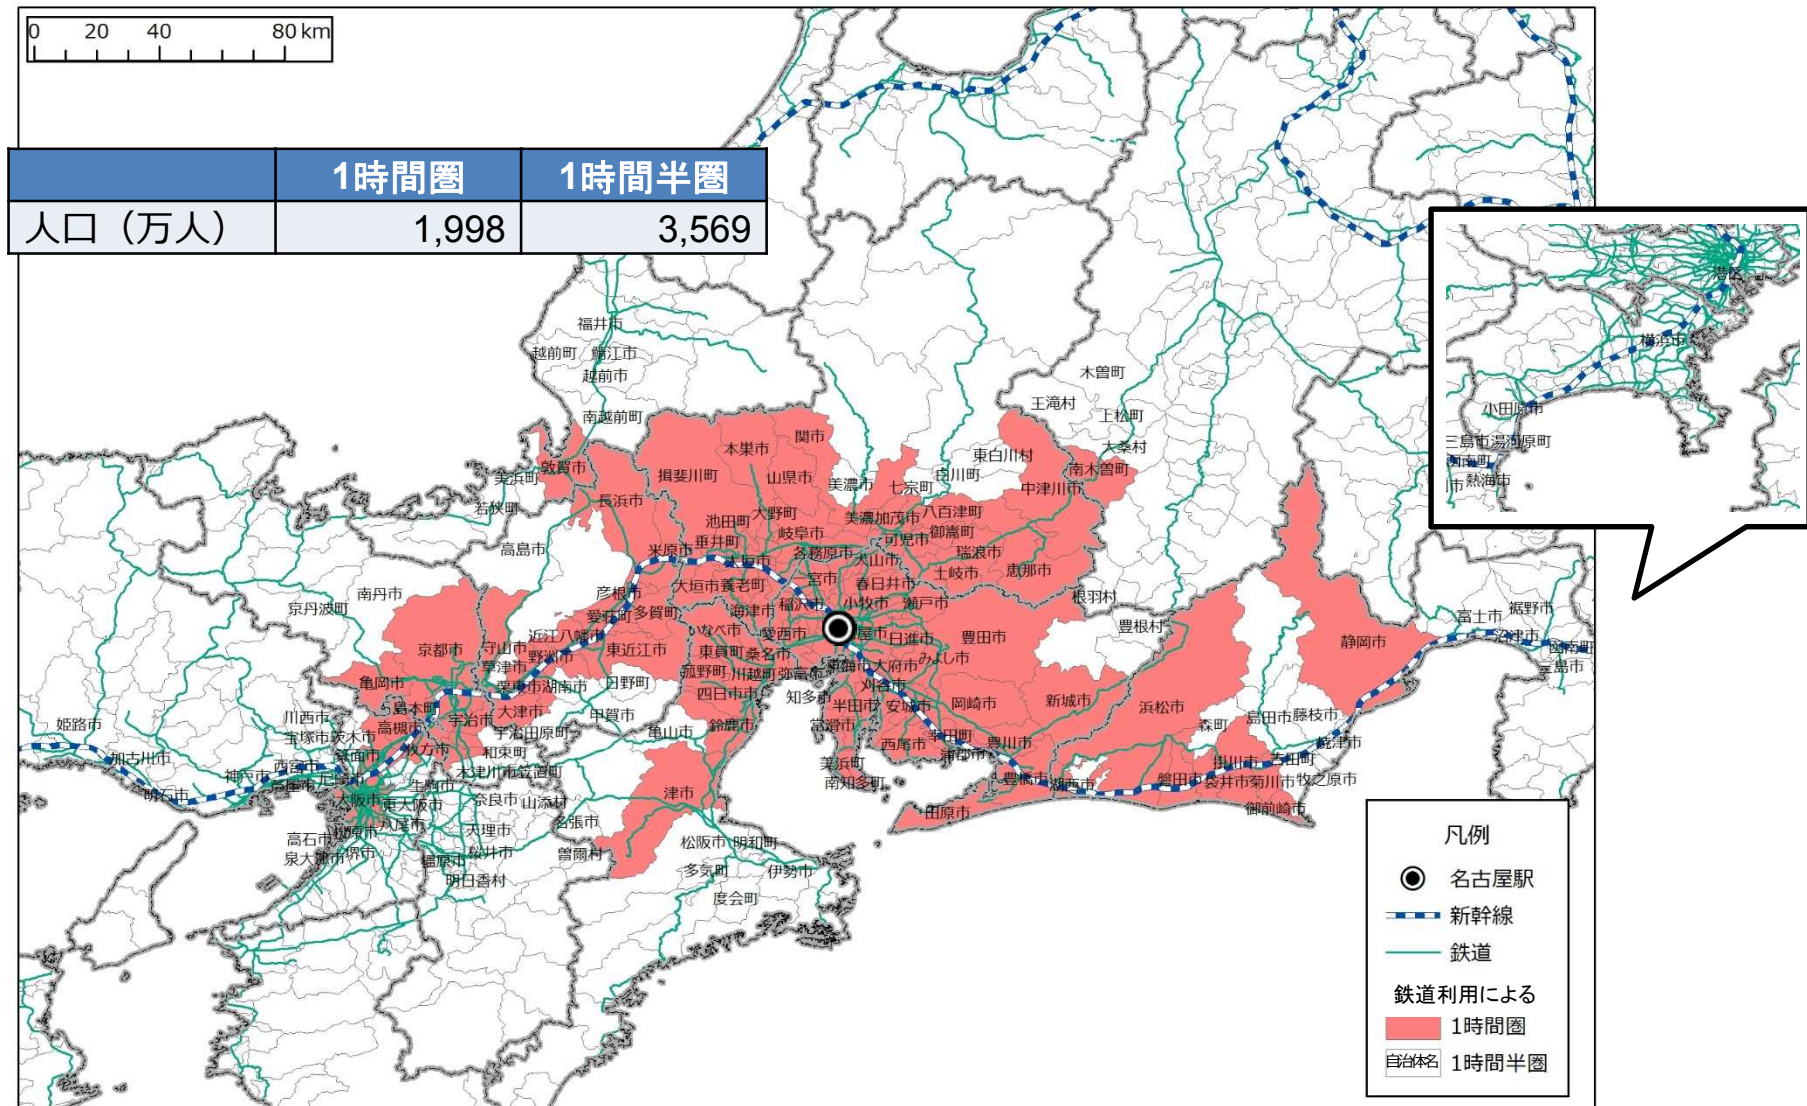 0 20 40 80 km
1時間圏 1時間半圏
人口（万人） 1,998 3,569
港区
横浜市
小田原市
三島市湯河原町
函南町
熱海市
福井市
越前町 鯖江市
越前市
南越前町
木曽町
王滝村
上松町
大桑村
南木曽町
東白川村
白川町
中津川市
関市
本巣市
山県市
揖斐川町
美濃市
七宗町
敦賀市
美浜町
若狭町
長浜市
高島市
池田町
大野町
垂井町
岐阜市
美濃加茂市
八百津町
御嵩町
可児市
瑞浪市
各務原市
犬山市
土岐市
恵那市
米原市
大垣市
大垣市養老町
一宮市
春日井市
彦根市
愛荘町
多賀町
海津市
稲沢市
小牧市
瀬戸市
根羽村
豊根村
南丹市
京丹波町
京都市
守山市
草津市
近江八幡市
野洲市
東近江市
いなべ市
愛西市
屋市
日進市
豊田市
東員町
桑名市
みよし市
菰野町
川越町
弥富市
東海市
大府市
亀岡市
栗東市
湖南市
日野町
四日市市
知多市
刈谷市
島本町
大津市
甲賀市
半田市
安城市
岡崎市
新城市
浜松市
静岡市
富士市
裾野市
沼津市
函南町
三島市
姫路市
加古川市
明石市
神戸市
西宮市
川西市
宝塚市
茨木市
箕面市
高槻市
宇治市
宇治田原町
枚方市
和束町
木津川市
笠置町
亀山市
鈴鹿市
常滑市
美浜町
南知多町
西尾市
幸田町
蒲郡市
豊川市
豊橋市
湖西市
田原市
森町
島田市
藤枝市
焼津市
吉田町
掛川市
磐田市
袋井市
菊川市
牧之原市
御前崎市
尼崎市
生駒市
大阪市
東大阪市
奈良市
山添村
八尾市
天理市
名張市
津市
松原市
高石市
泉大津市
堺市
橿原市
桜井市
明日香村
曽爾村
松阪市
明和町
多気町
伊勢市
度会町
凡例
名古屋駅
新幹線
鉄道
鉄道利用による
1時間圏
自治体名 1時間半圏